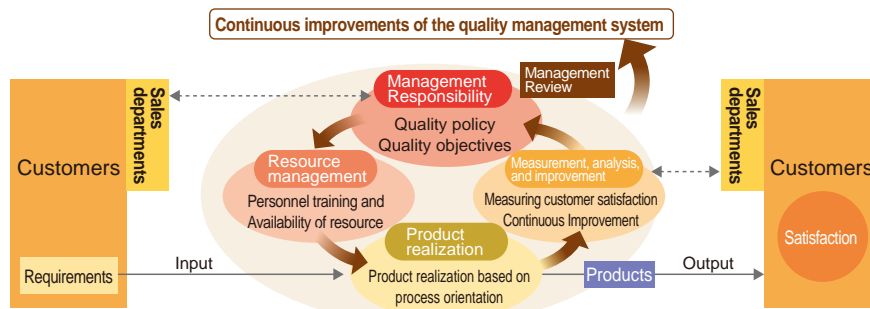 Continuous improvements of the quality management system
Management
Review
Management
Responsibility
Quality policy
Quality objectives
Sales
departments
Customers
Requirements
Input
Resource
management
Personnel training and
Availability of resource
Product
realization
Product realization based on
process orientation
Measurement, analysis,
and improvement
Measuring customer satisfaction
Continuous Improvement
Products
Output
Sales
departments
Customers
Satisfaction